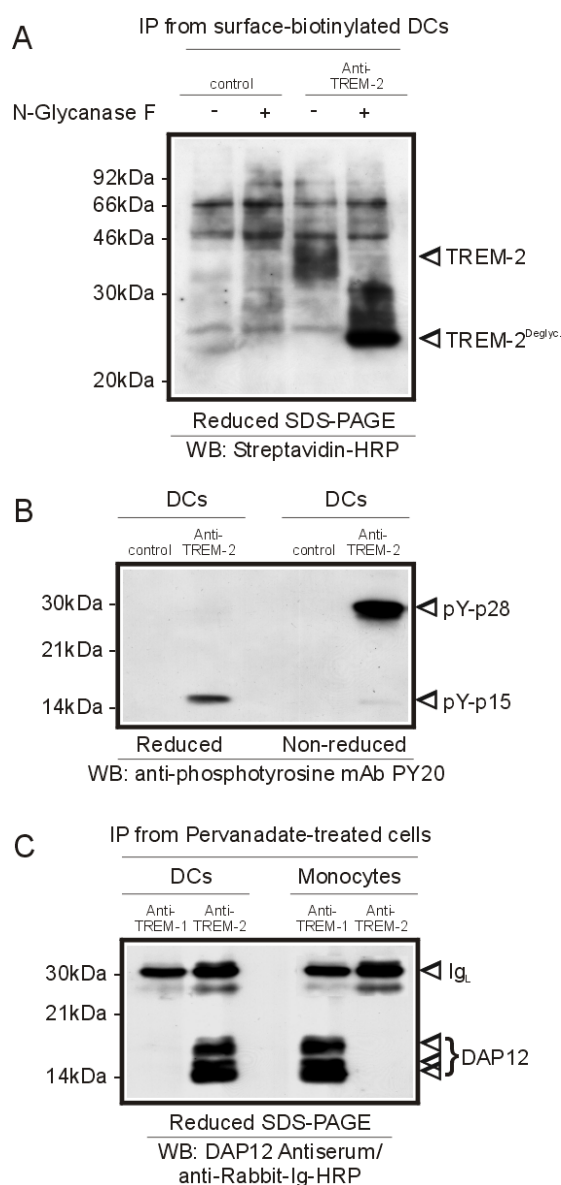 A
IP from surface-biotinylated DCs
control
Anti-
TREM-2
N-Glycanase F - + - +
92kDa
66kDa
46kDa
TREM-2
30kDa
TREM-2Deglyc.
20kDa
Reduced SDS-PAGE
WB: Streptavidin-HRP
B
DCs DCs
control Anti-
TREM-2 control Anti-
TREM-2
30kDa pY-p28
21kDa
14kDa pY-p15
Reduced Non-reduced
WB: anti-phosphotyrosine mAb PY20
IP from Pervanadate-treated cells
C
DCs Monocytes
Anti- Anti- Anti- Anti-
TREM-1 TREM-2 TREM-1 TREM-2
30kDa IgL
21kDa
DAP12
14kDa
Reduced SDS-PAGE
WB: DAP12 Antiserum/
anti-Rabbit-Ig-HRP